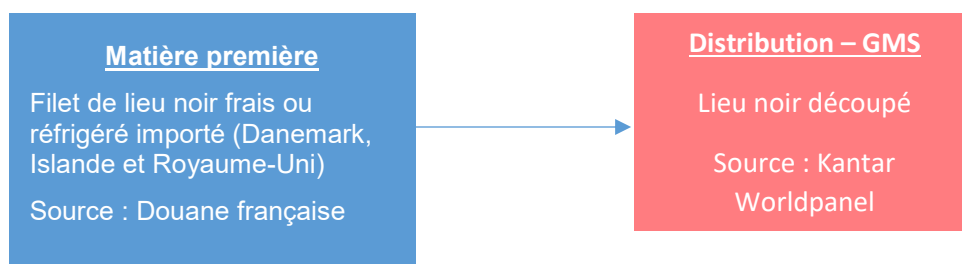 Matière première
Filet de lieu noir frais ou
réfrigéré importé (Danemark,
Islande et Royaume-Uni)
Source : Douane française
Distribution – GMS
Lieu noir découpé
Source : Kantar
Worldpanel